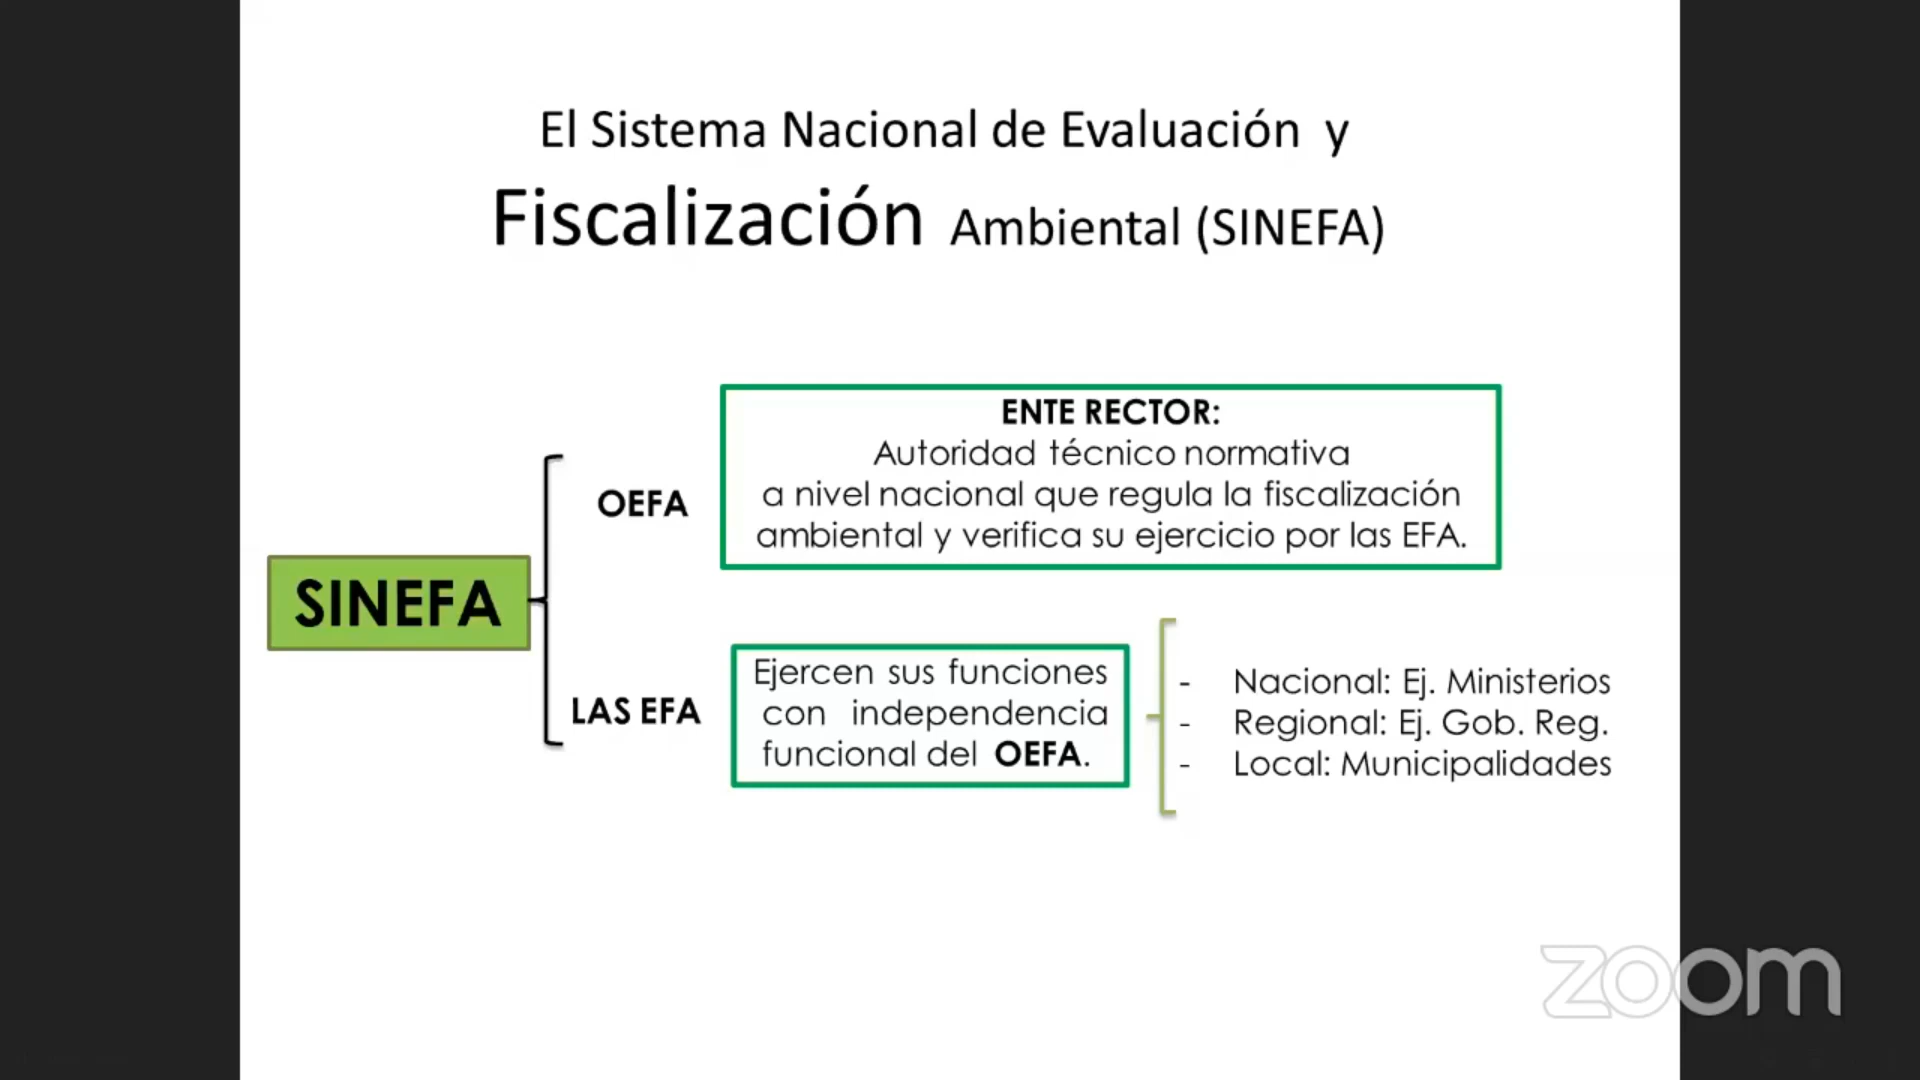 El Sistema Nacional de Evaluación y
Fiscalización Ambiental (SINEFA)
ENTE RECTOR:
Autoridad técnico normativa
a nivel nacional que regula la fiscalización
ambiental y verifica su ejercicio por las EFA.
OEFA
SINEFA
LAS EFA
Ejercen sus funciones
con independencia
funcional del OEFA.
- Nacional: Ej. Ministerios
- Regional: Ej. Gob. Reg.
- Local: Municipalidades
zoom